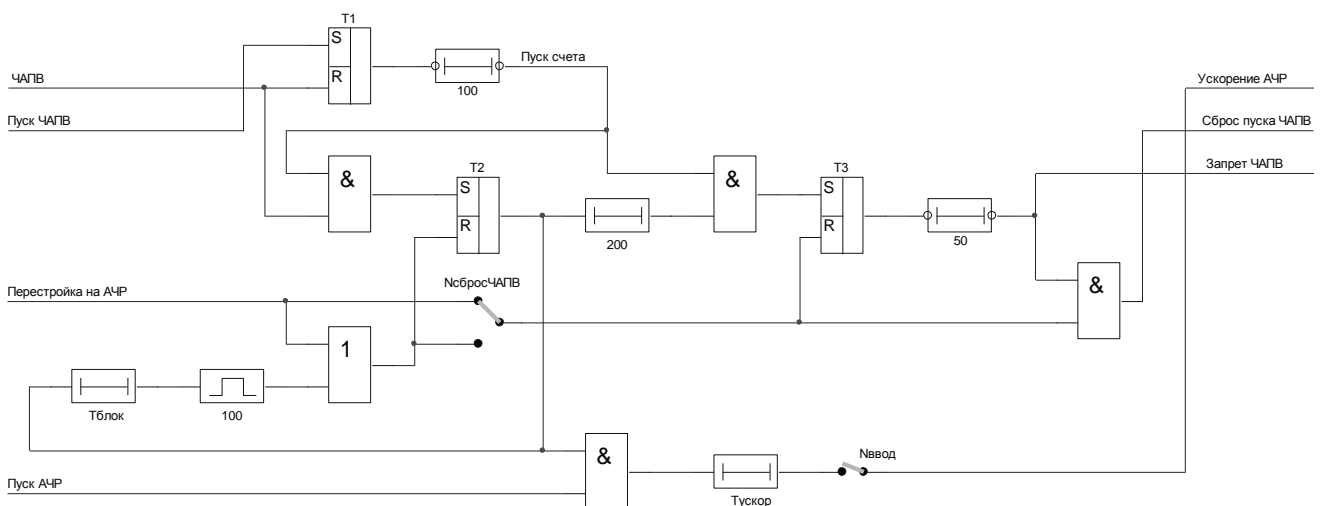 T1
S
R
100
Пуск счета
ЧАПВ
Пуск ЧАПВ
Ускорение АЧР
Сброс пуска ЧАПВ
Запрет ЧАПВ
&
T2
S
R
200
&
T3
S
R
50
&
Перестройка на АЧР
NсбросЧАПВ
1
Тблок
100
&
Пуск АЧР
Тускор
Nввод